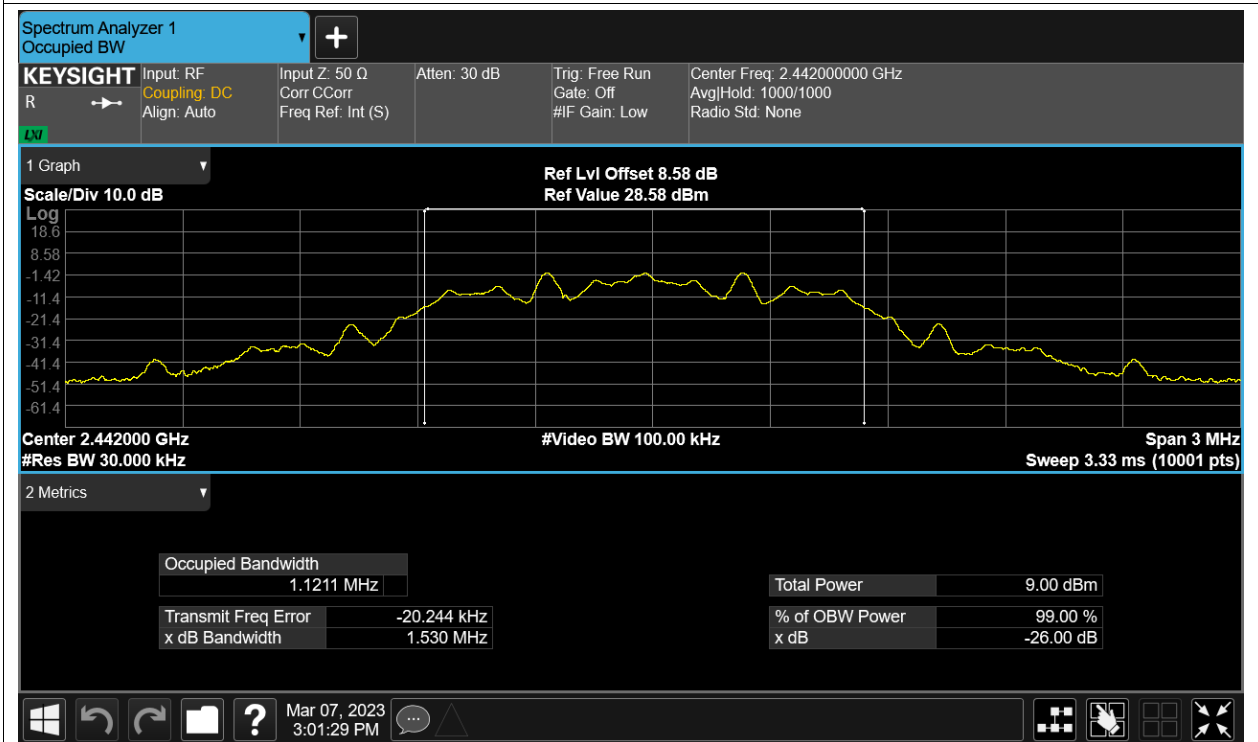 Spectrum Analyzer 1
Occupied BW
+
KEYSIGHT
R
LXI
Input: RF
Coupling: DC
Align: Auto
Input Z: 50 Ω
Corr CCorr
Freq Ref: Int (S)
Atten: 30 dB
Trig: Free Run
Gate: Off
#IF Gain: Low
Center Freq: 2.442000000 GHz
Avg|Hold: 1000/1000
Radio Std: None
1 Graph
Scale/Div 10.0 dB
Ref Lvl Offset 8.58 dB
Ref Value 28.58 dBm
Log
18.6
8.58
-1.42
-11.4
-21.4
-31.4
-41.4
-51.4
-61.4
Center 2.442000 GHz
#Video BW 100.00 kHz
Span 3 MHz
#Res BW 30.000 kHz
Sweep 3.33 ms (10001 pts)
2 Metrics
Occupied Bandwidth
1.1211 MHz
Total Power 9.00 dBm
Transmit Freq Error -20.244 kHz
% of OBW Power 99.00 %
x dB Bandwidth 1.530 MHz
x dB -26.00 dB
?
Mar 07, 2023
3:01:29 PM